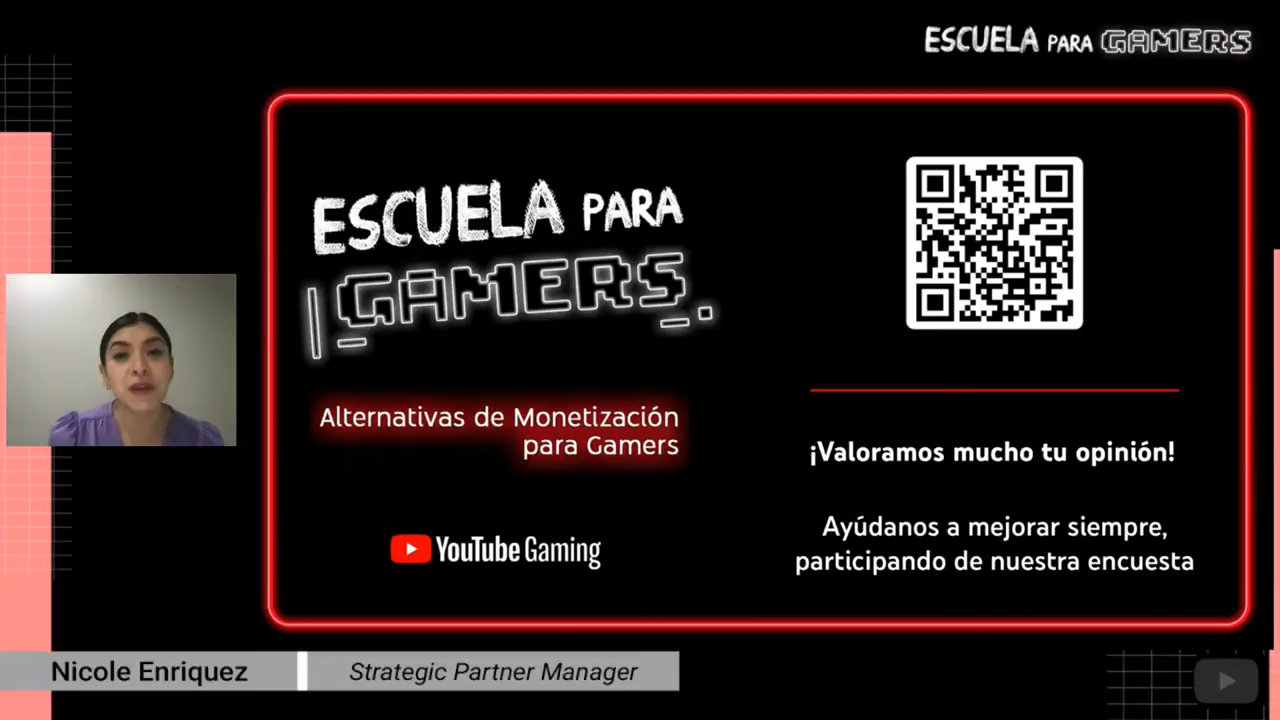 ESCUELA PARA GAMERS
ESCUELA PARA
GAMERS
Alternativas de Monetización
para Gamers
YouTube Gaming
¡Valoramos mucho tu opinión!
Ayúdanos a mejorar siempre,
participando de nuestra encuesta
Nicole Enriquez
Strategic Partner Manager